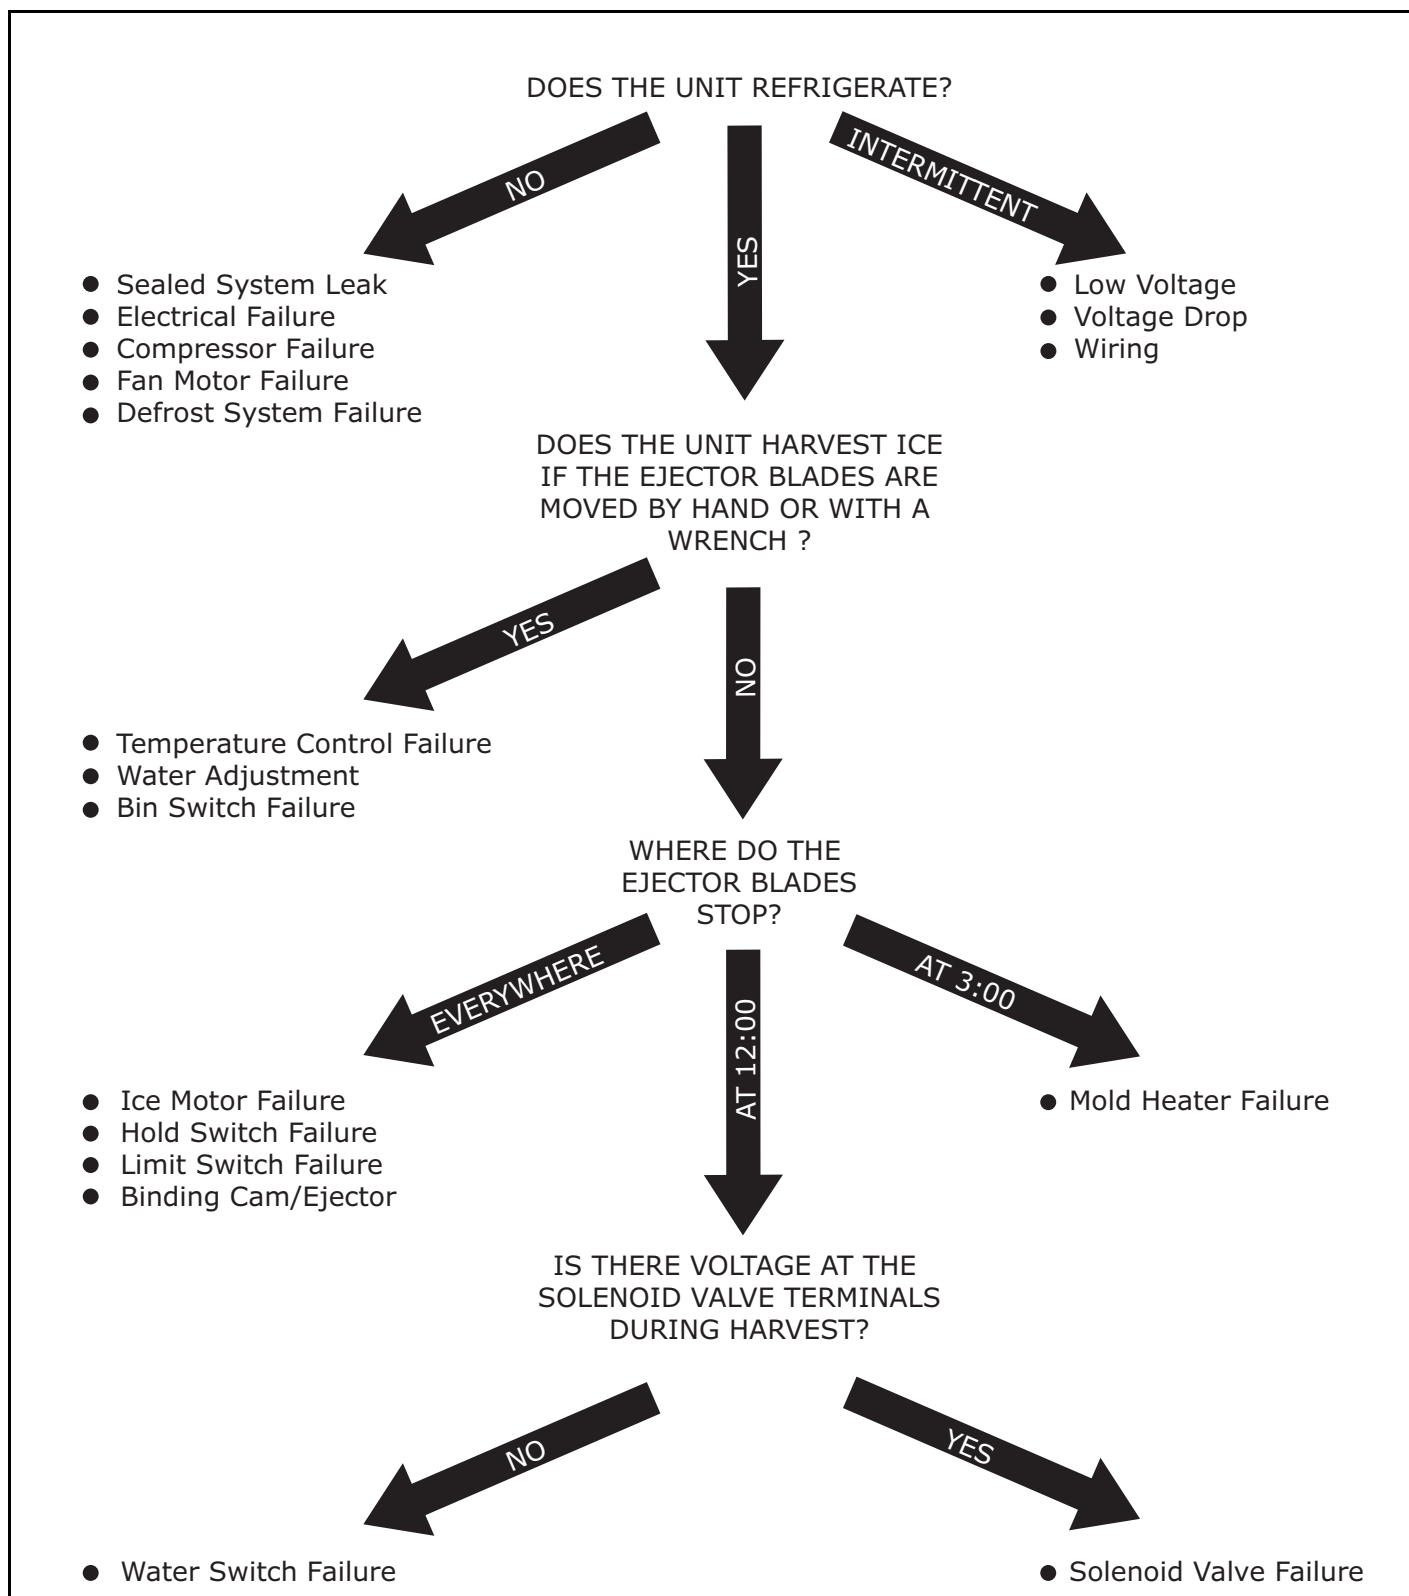 DOES THE UNIT REFRIGERATE?
NO
YES
INTERMITTENT
● Sealed System Leak
● Electrical Failure
● Compressor Failure
● Fan Motor Failure
● Defrost System Failure
● Low Voltage
● Voltage Drop
● Wiring
DOES THE UNIT HARVEST ICE
IF THE EJECTOR BLADES ARE
MOVED BY HAND OR WITH A
WRENCH ?
YES
NO
● Temperature Control Failure
● Water Adjustment
● Bin Switch Failure
WHERE DO THE
EJECTOR BLADES
STOP?
EVERYWHERE
AT 12:00
AT 3:00
● Ice Motor Failure
● Hold Switch Failure
● Limit Switch Failure
● Binding Cam/Ejector
● Mold Heater Failure
IS THERE VOLTAGE AT THE
SOLENOID VALVE TERMINALS
DURING HARVEST?
NO
YES
● Water Switch Failure
● Solenoid Valve Failure